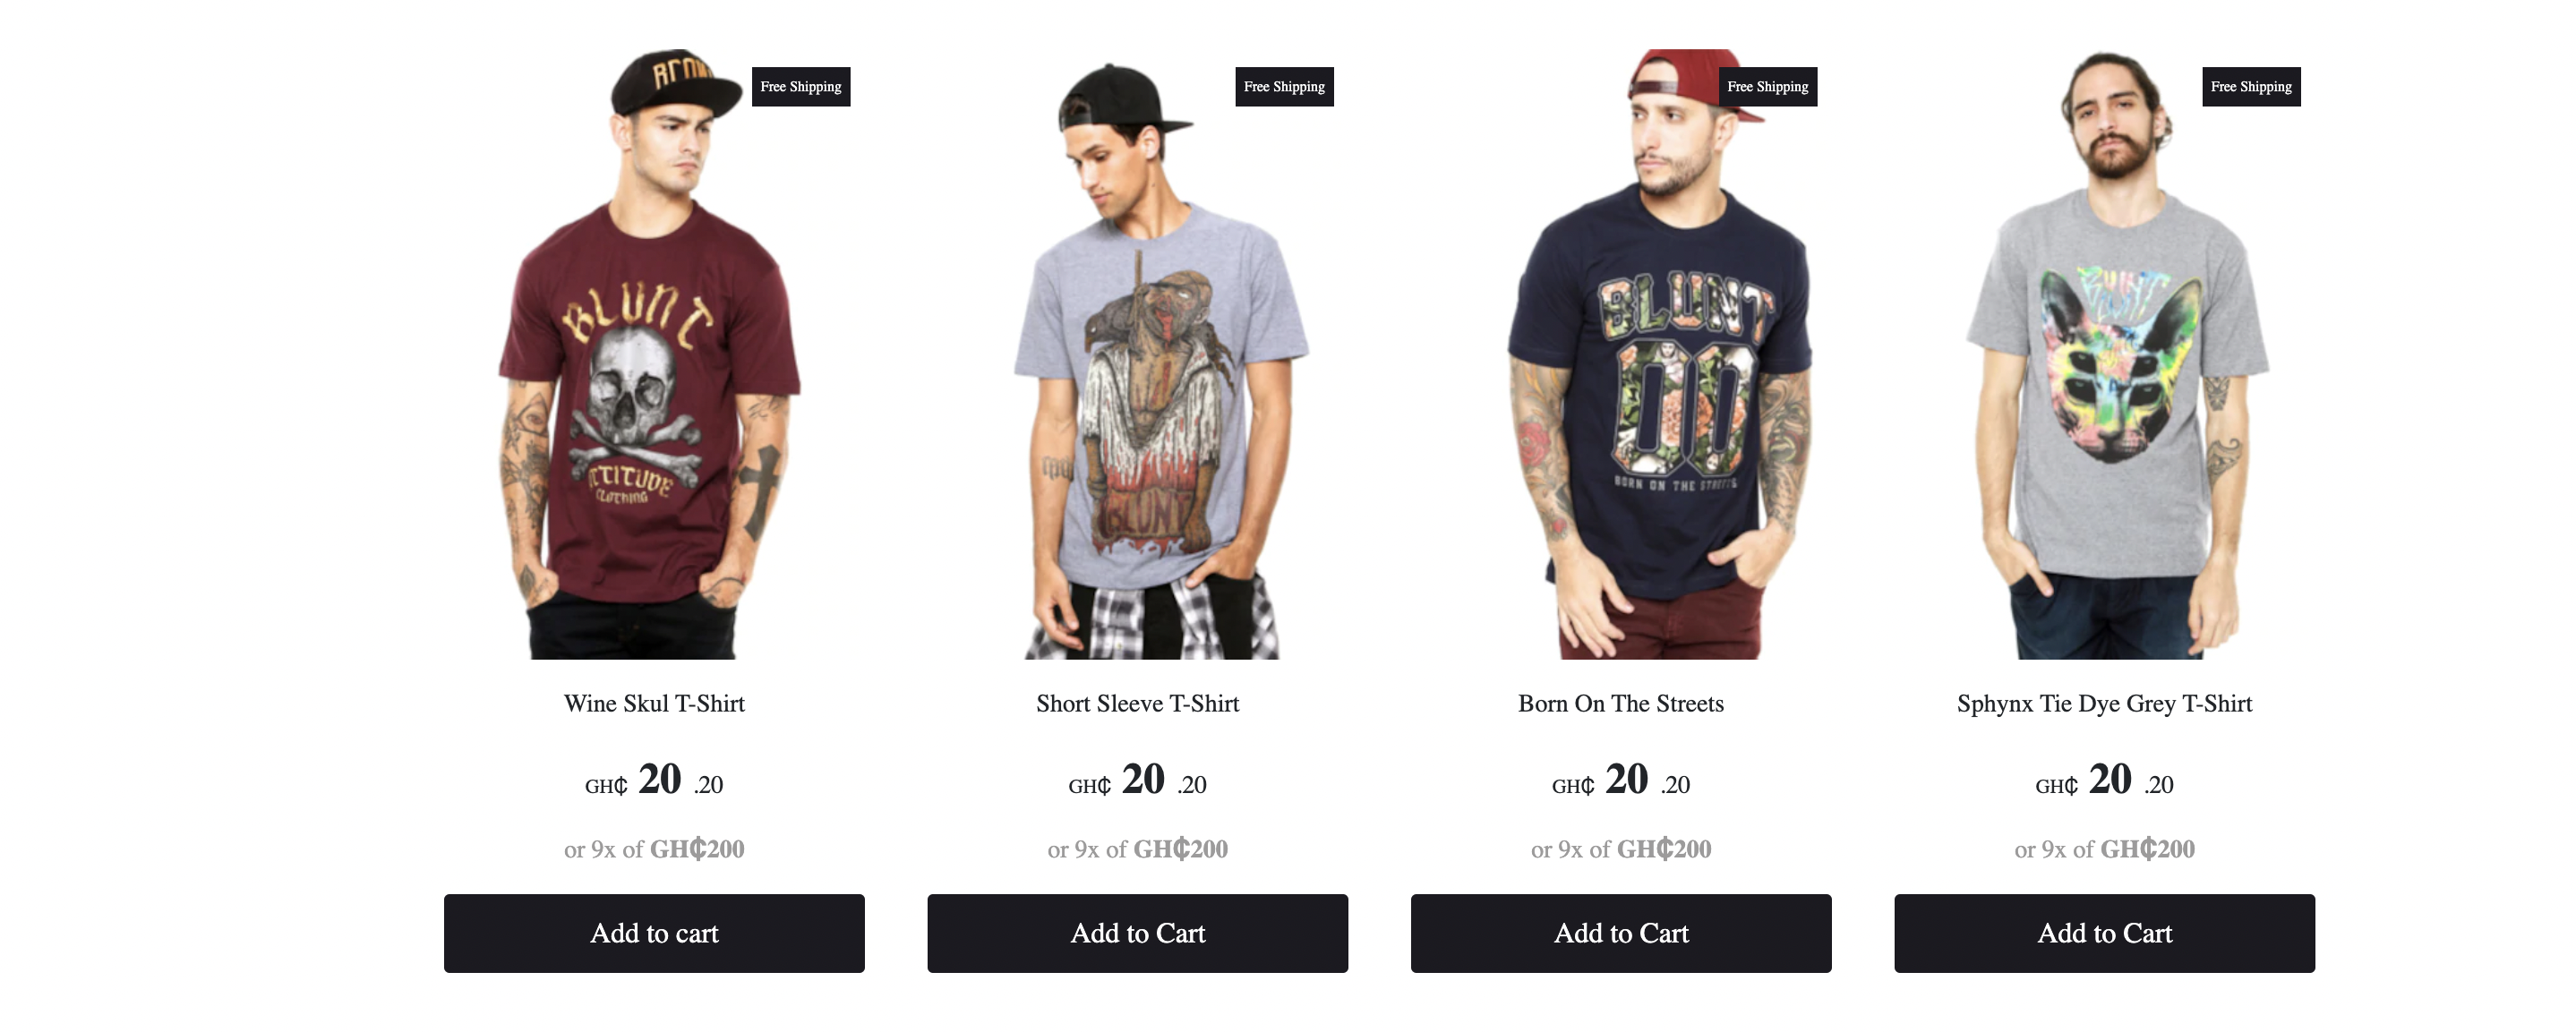 Free Shipping
Free Shipping
Free Shipping
Free Shipping
BLUNT
CLOTHING
BLUNT
BLUNT
00
BORN ON THE STREETS
BLUNT
Wine Skul T-Shirt
Short Sleeve T-Shirt
Born On The Streets
Sphynx Tie Dye Grey T-Shirt
GH₵ 20 .20
GH₵ 20 .20
GH₵ 20 .20
GH₵ 20 .20
or 9x of GH₵200
or 9x of GH₵200
or 9x of GH₵200
or 9x of GH₵200
Add to cart
Add to Cart
Add to Cart
Add to Cart